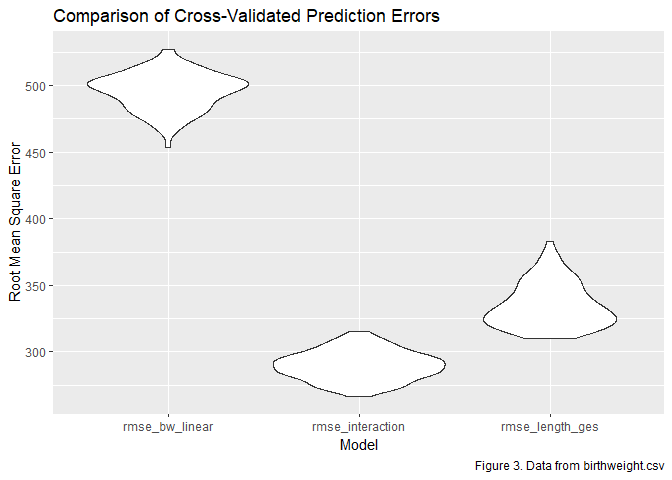 Comparison of Cross-Validated Prediction Errors
Root Mean Square Error
500
450
400
350
300
rmse_bw_linear
rmse_interaction
rmse_length_ges
Model
Figure 3. Data from birthweight.csv